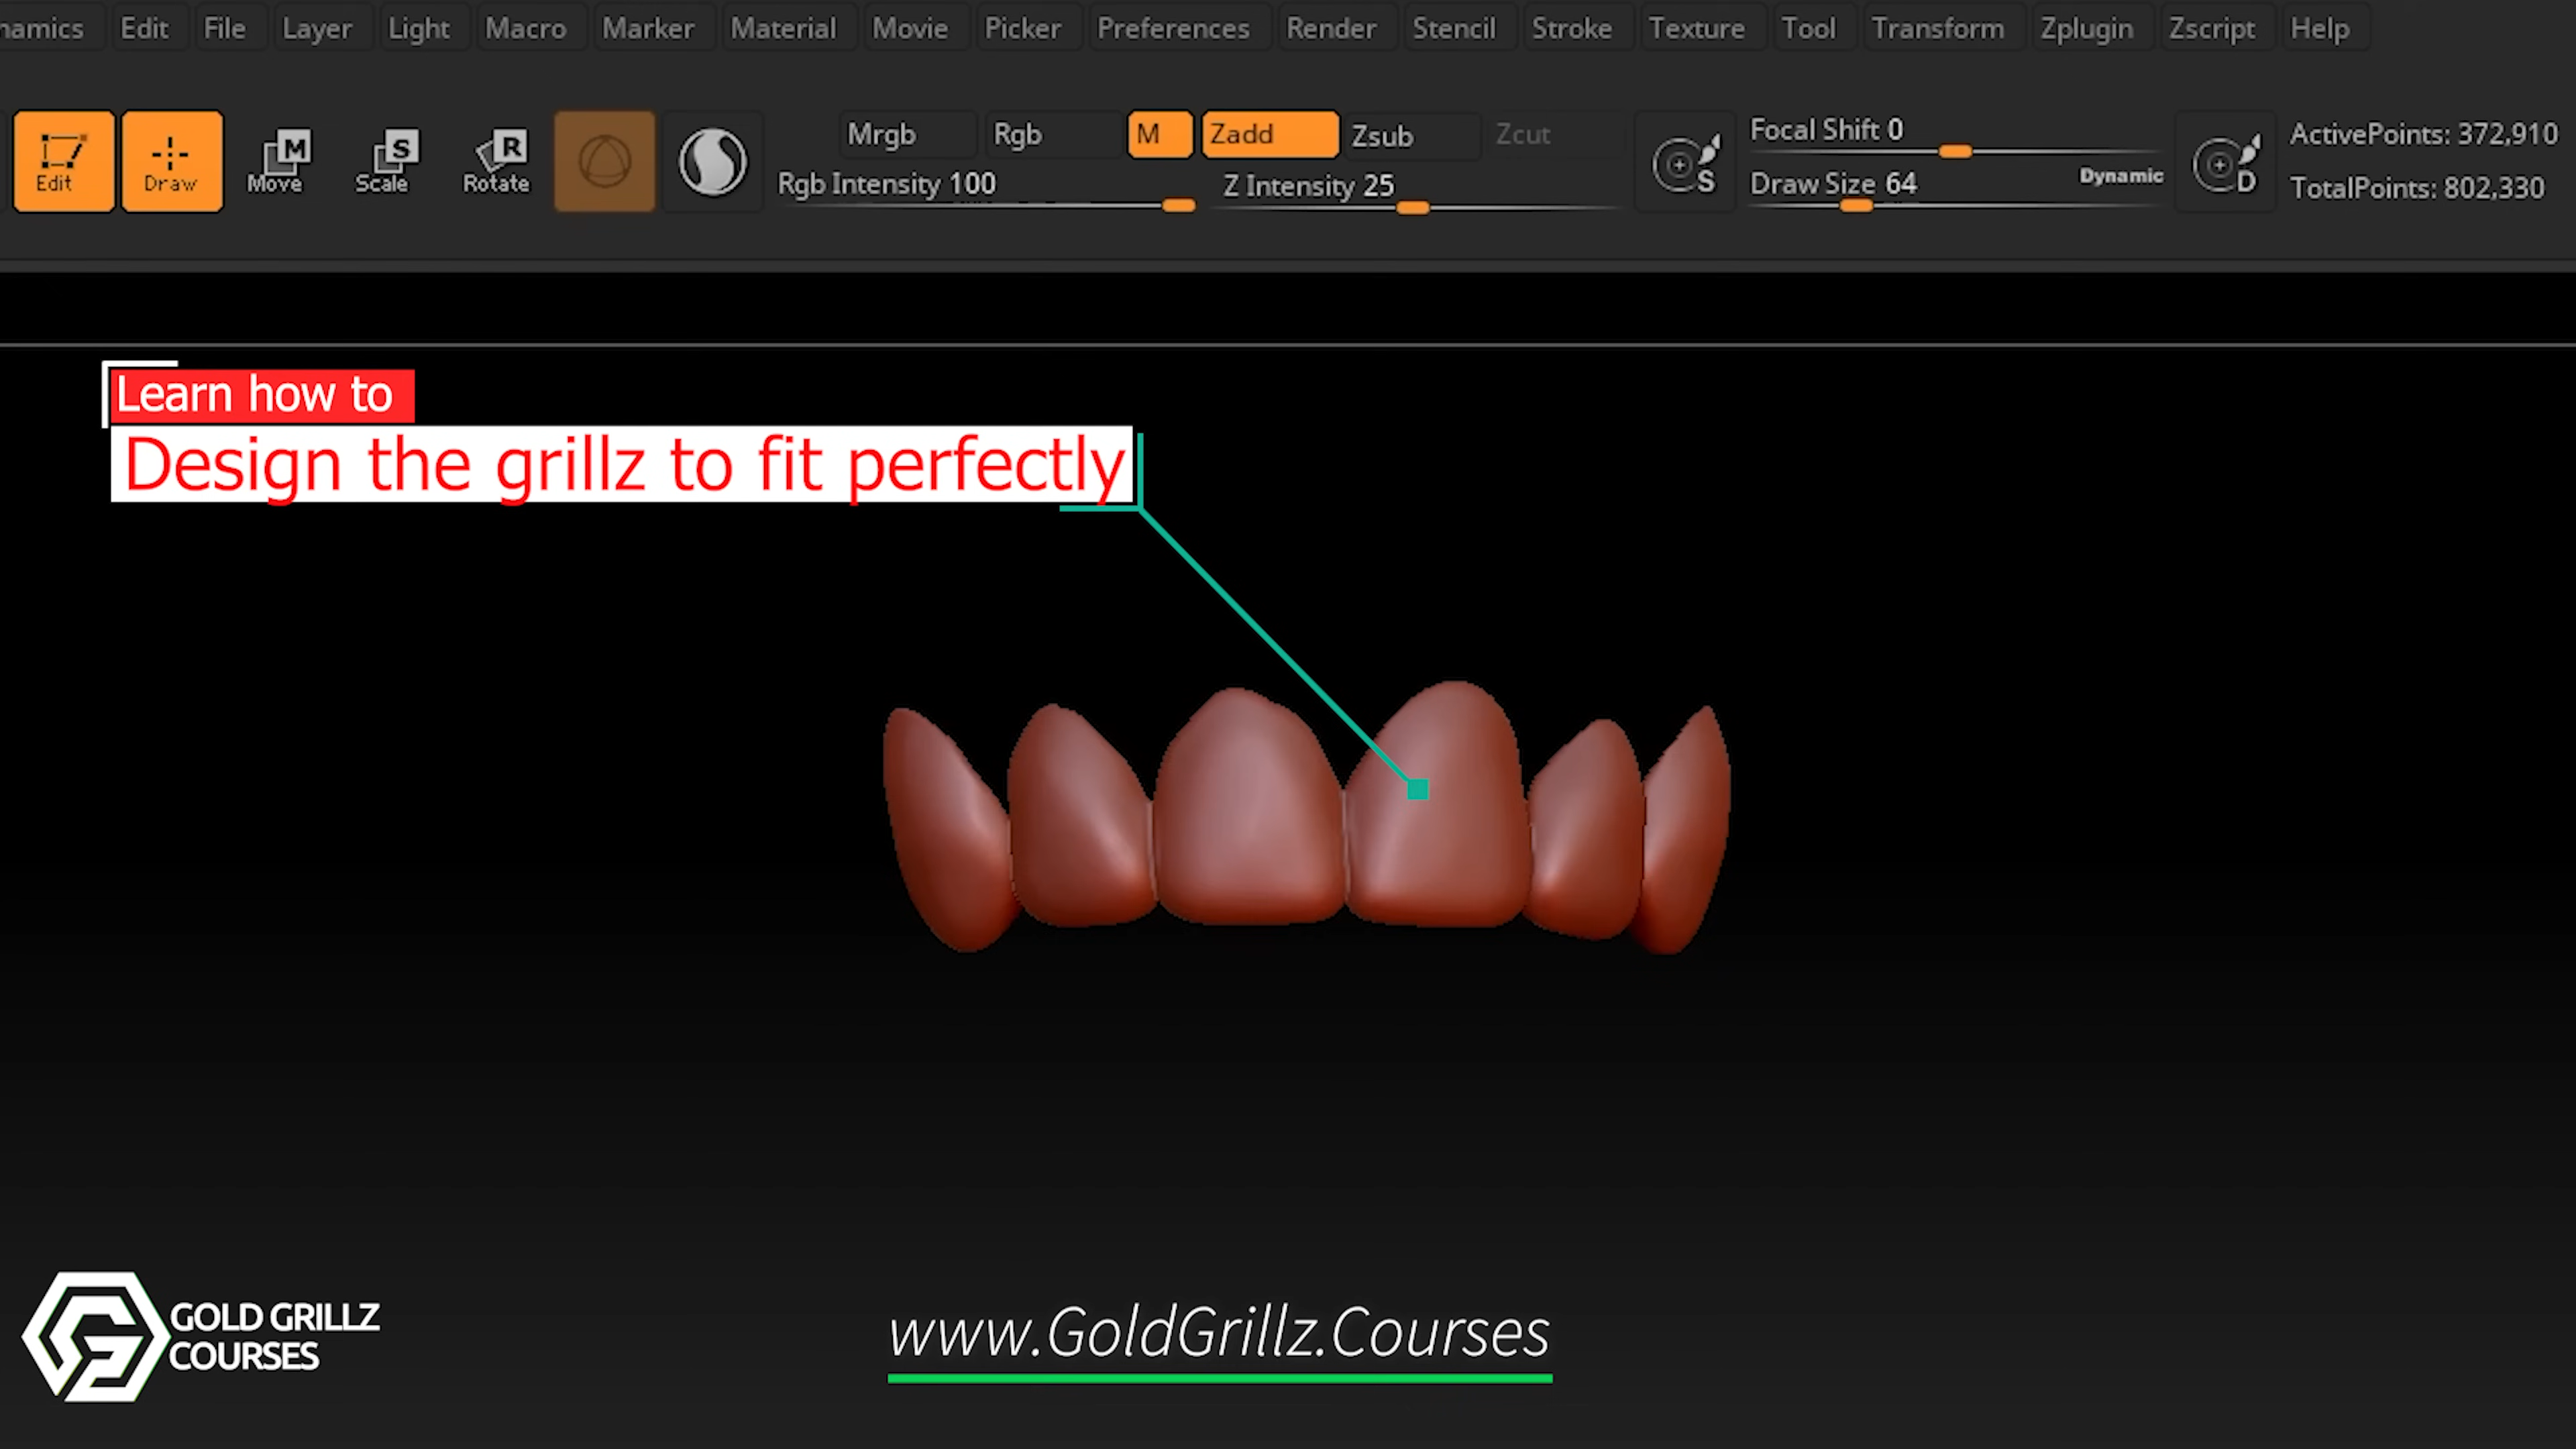 Edit File Layer Light Macro Marker Material Movie Picker Preferences Render Stencil Stroke Texture Tool Transform Zplugin Zscript Help
Edit Draw M Move S Scale R Rotate
Mrgb Rgb M Zadd Zsub Zcut
Rgb Intensity 100 Z Intensity 25
S
Focal Shift 0
Draw Size 64 Dynamic
D
ActivePoints: 372,910
TotalPoints: 802,330
Learn how to
Design the grillz to fit perfectly
GOLD GRILLZ
COURSES
www.GoldGrillz.Courses